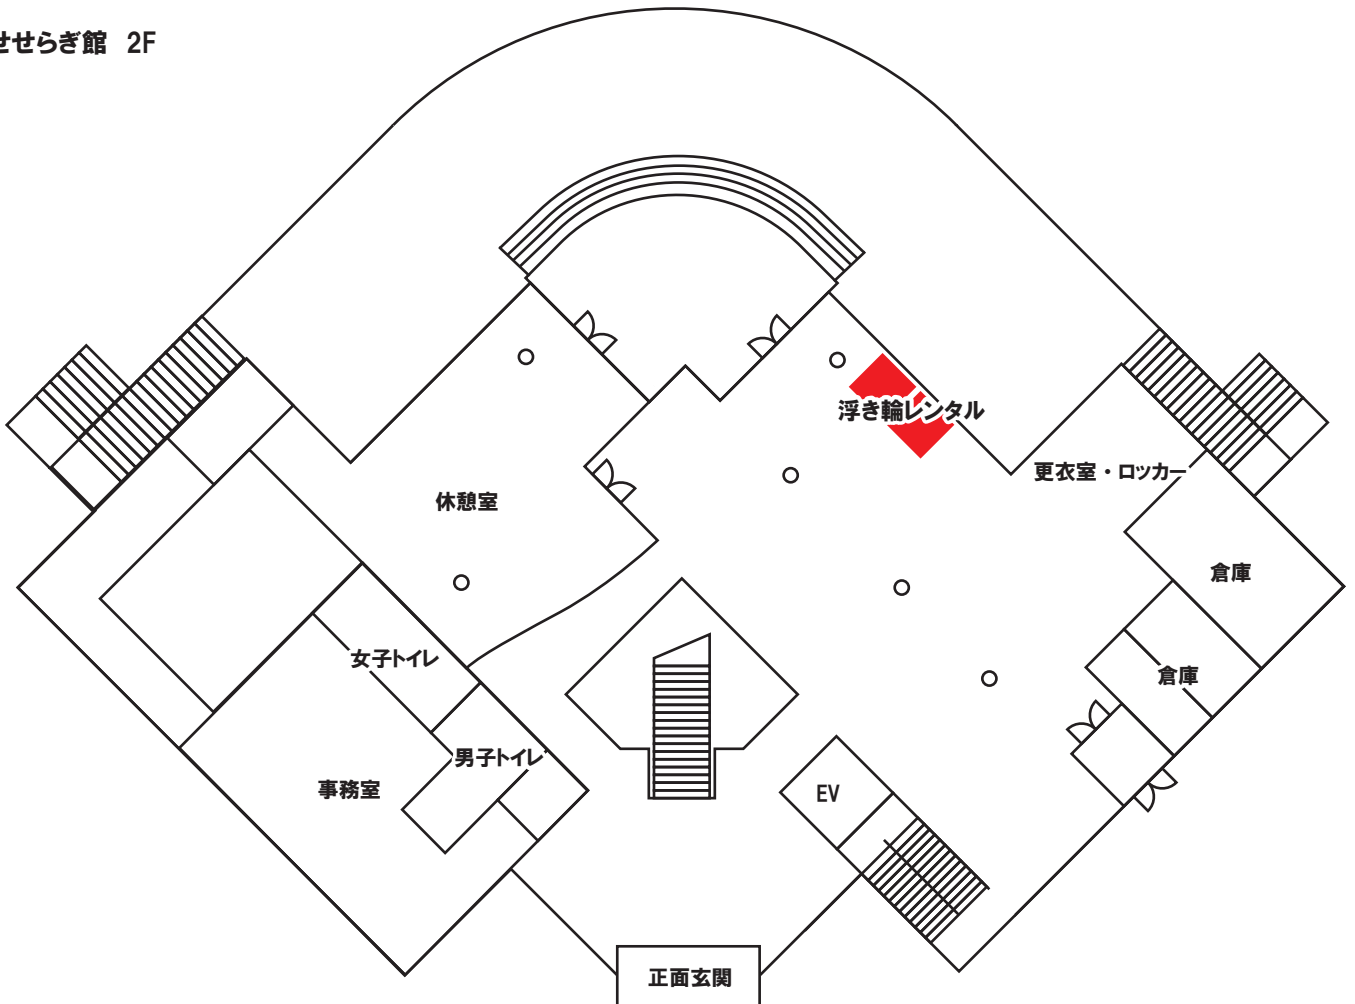 せせらぎ館 2F
浮き輪レンタル
更衣室・ロッカー
休憩室
倉庫
女子トイレ
倉庫
男子トイレ
事務室
EV
正面玄関